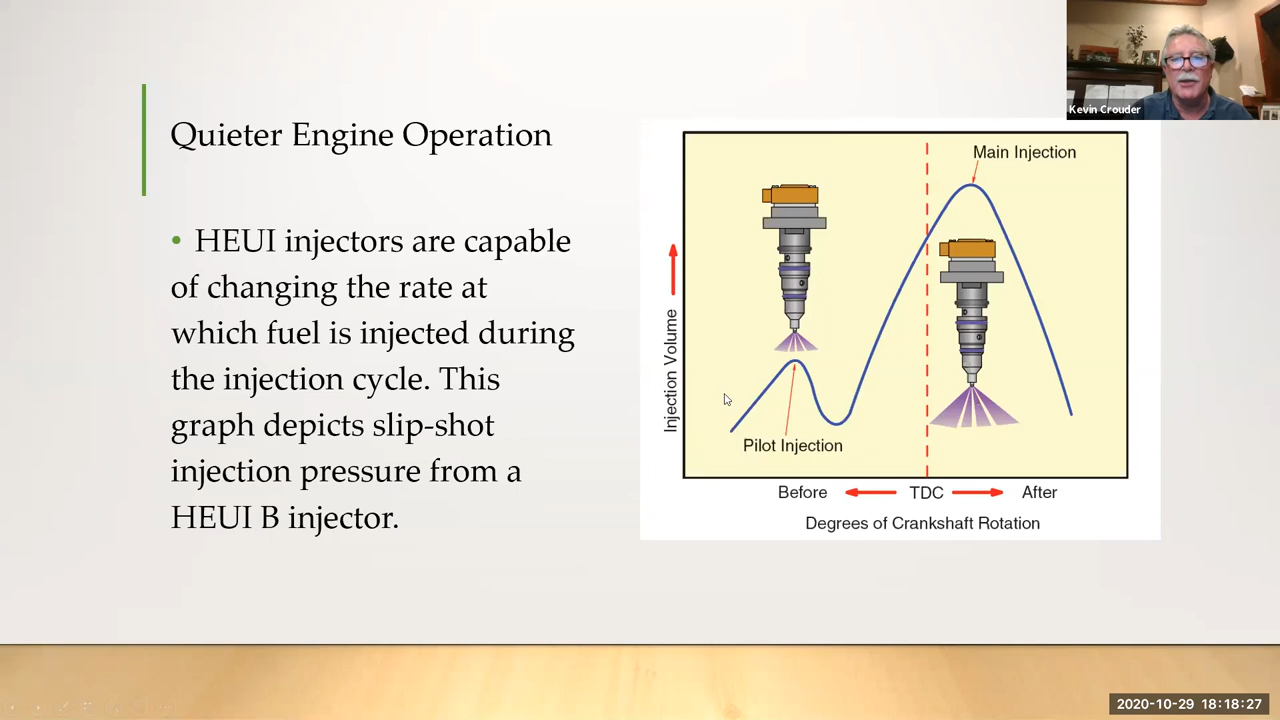 Kevin Crouder
Quieter Engine Operation
• HEUI injectors are capable
of changing the rate at
which fuel is injected during
the injection cycle. This
graph depicts slip-shot
injection pressure from a
HEUI B injector.
Main Injection
Injection Volume
Pilot Injection
Before TDC After
Degrees of Crankshaft Rotation
2020-10-29 18:18:27